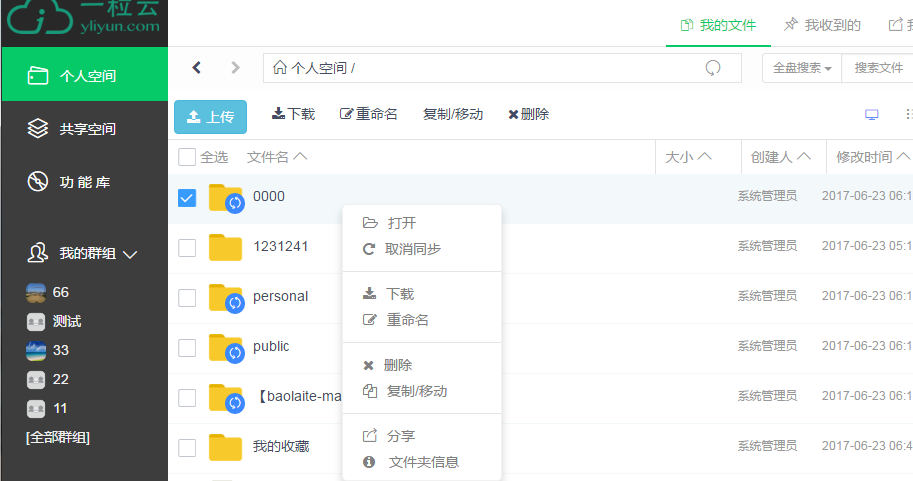 一粒云
yliyun.com
我的文件
我收到的
我
个人空间
共享空间
功 能 库
我的群组
66
测试
33
22
11
[全部群组]
个人空间 /
全盘搜索
搜索文件
上传
下载
重命名
复制/移动
删除
全选
文件名
大小
创建人
修改时间
0000
系统管理员
2017-06-23 06:1
1231241
系统管理员
2017-06-23 05:1
personal
系统管理员
2017-06-23 06:1
public
系统管理员
2017-06-23 06:1
【baolaite-ma
系统管理员
2017-06-23 06:1
我的收藏
系统管理员
2017-06-23 06:4
打开
取消同步
下载
重命名
删除
复制/移动
分享
文件夹信息